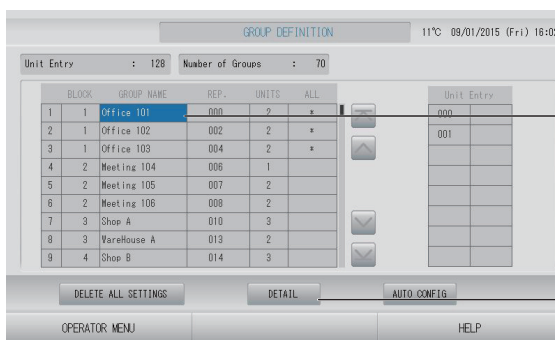 GROUP DEFINITION 11°C 09/01/2015 (Fri) 16:02
Unit Entry : 128 Number of Groups : 70
BLOCK GROUP NAME REP. UNITS ALL Unit Entry
1 1 Office 101 000 2 * 000
2 1 Office 102 002 2 * 001
3 1 Office 103 004 2 *
4 2 Meeting 104 006 1
5 2 Meeting 105 007 2
6 2 Meeting 106 008 2
7 3 Shop A 010 3
8 3 WareHouse A 013 2
9 4 Shop B 014 3
DELETE ALL SETTINGS DETAIL AUTO CONFIG
OPERATOR MENU HELP